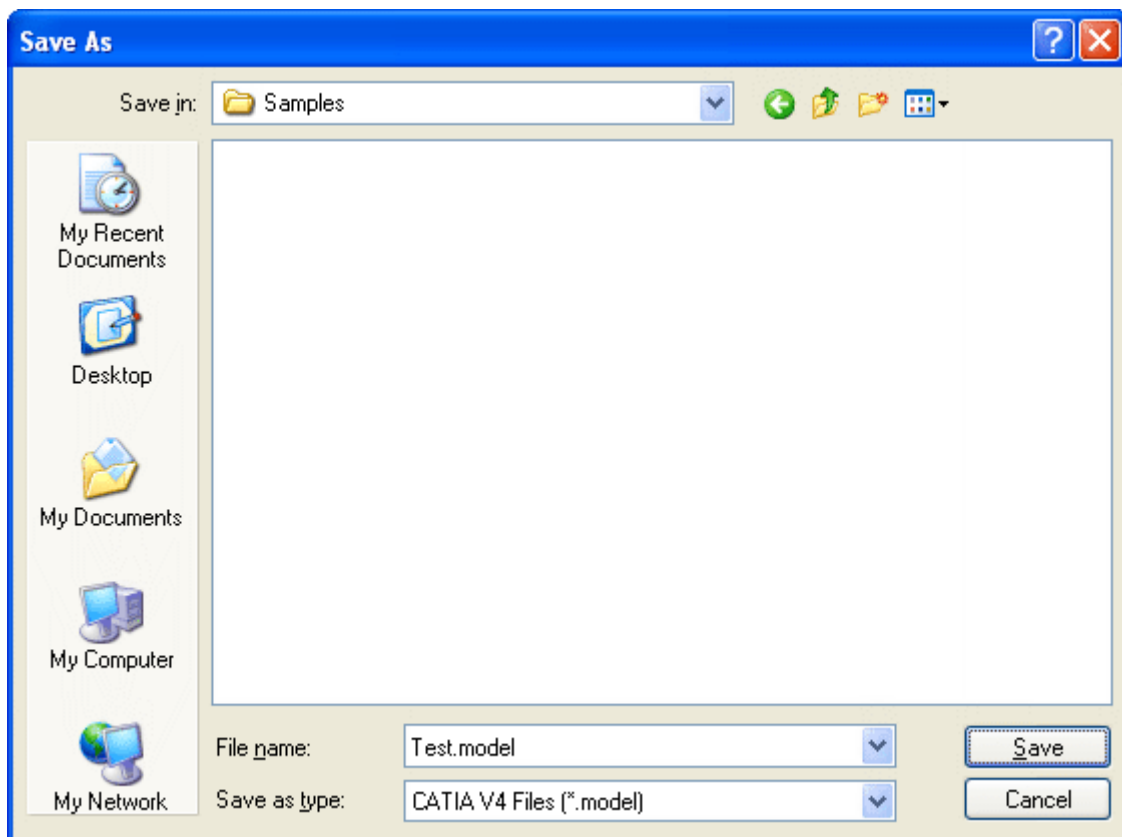 Save As
Save in: Samples
My Recent
Documents
Desktop
My Documents
My Computer
My Network
File name: Test.model Save
Save as type: CATIA V4 Files (*.model) Cancel